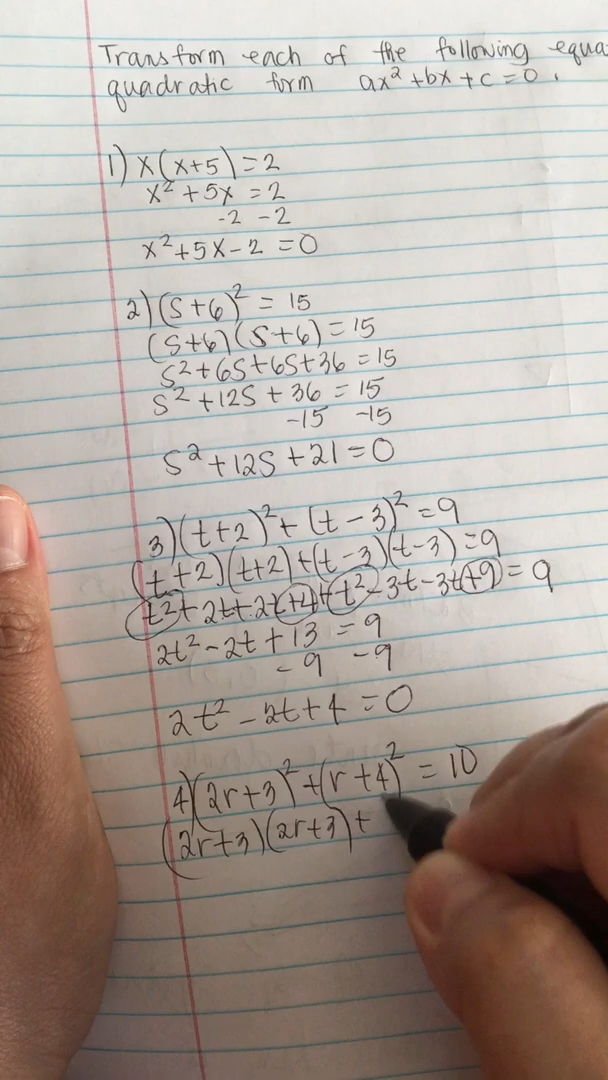 Transform each of the following equa
quadratic form ax² + bx + c = 0.
1) x(x+5) = 2
x² + 5x = 2
-2 -2
x² + 5x - 2 = 0
2) (s+6)² = 15
(s+6)(s+6) = 15
s² + 6s + 6s + 36 = 15
s² + 12s + 36 = 15
-15 -15
s² + 12s + 21 = 0
3) (t+2)² + (t-3)² = 9
(t+2)(t+2) + (t-3)(t-3) = 9
t² + 2t + 2t + 4 + t² - 3t - 3t + 9 = 9
2t² - 2t + 13 = 9
-9 -9
2t² - 2t + 4 = 0
4) (2r+3)² + (r+4)² = 10
(2r+3)(2r+3) +